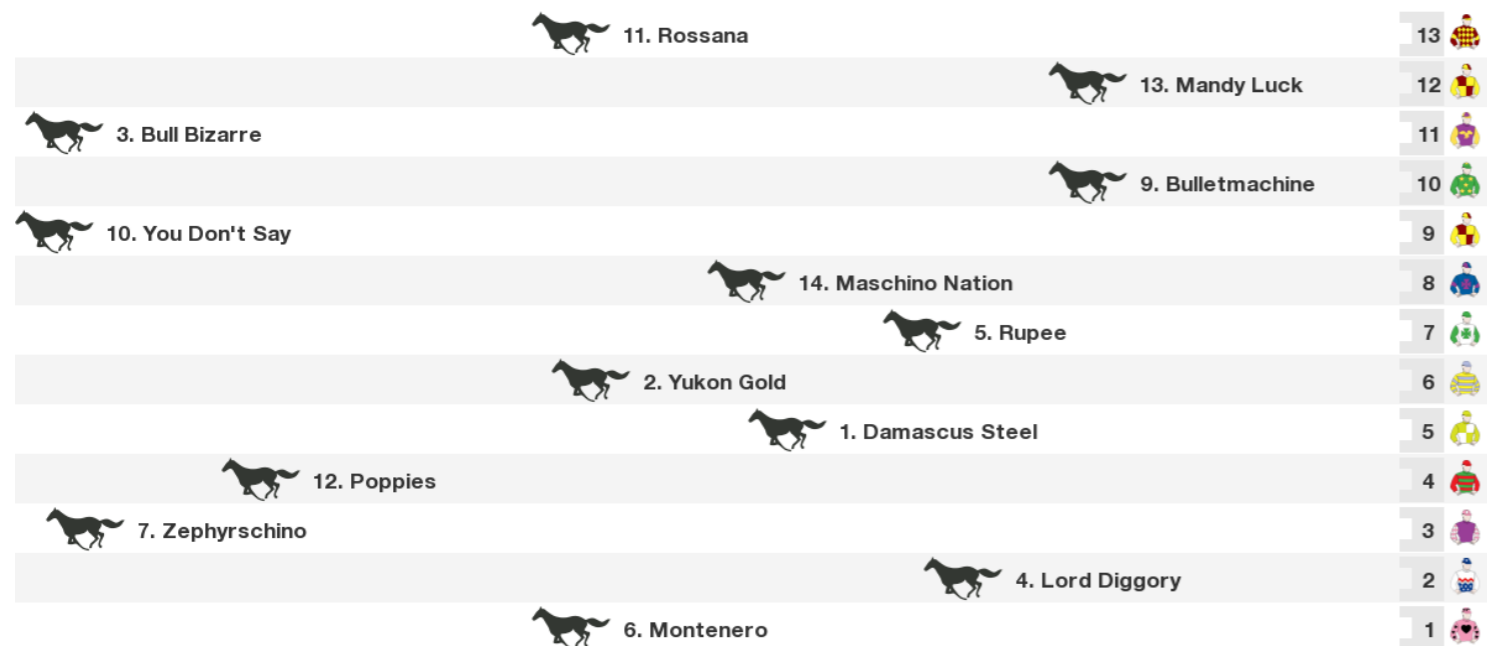 11. Rossana 13
13. Mandy Luck 12
3. Bull Bizarre 11
9. Bulletmachine 10
10. You Don't Say 9
14. Maschino Nation 8
5. Rupee 7
2. Yukon Gold 6
1. Damascus Steel 5
12. Poppies 4
7. Zephyrschino 3
4. Lord Diggory 2
6. Montenero 1